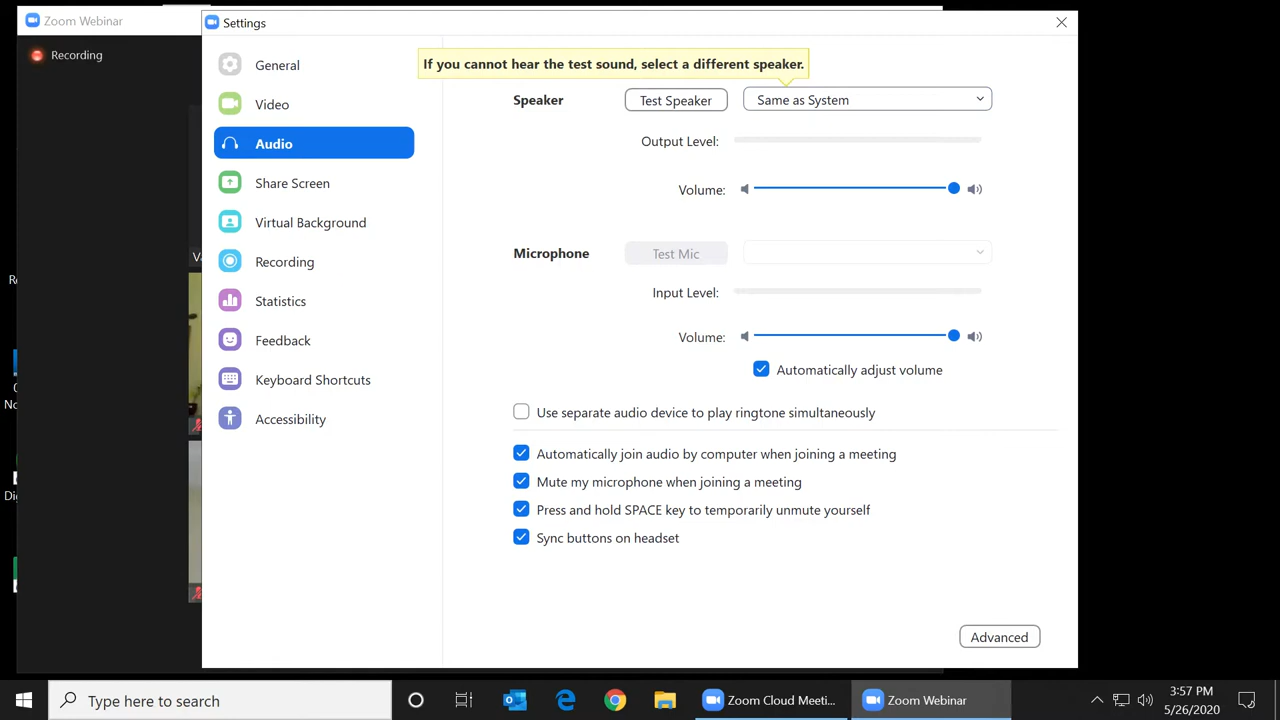 Zoom Webinar
Settings
Recording
General
Video
Audio
Share Screen
Virtual Background
Recording
Statistics
Feedback
Keyboard Shortcuts
Accessibility
If you cannot hear the test sound, select a different speaker.
Speaker
Test Speaker
Same as System
Output Level:
Volume:
Microphone
Test Mic
Input Level:
Volume:
Automatically adjust volume
Use separate audio device to play ringtone simultaneously
Automatically join audio by computer when joining a meeting
Mute my microphone when joining a meeting
Press and hold SPACE key to temporarily unmute yourself
Sync buttons on headset
Advanced
Type here to search
Zoom Cloud Meeti...
Zoom Webinar
3:57 PM
5/26/2020